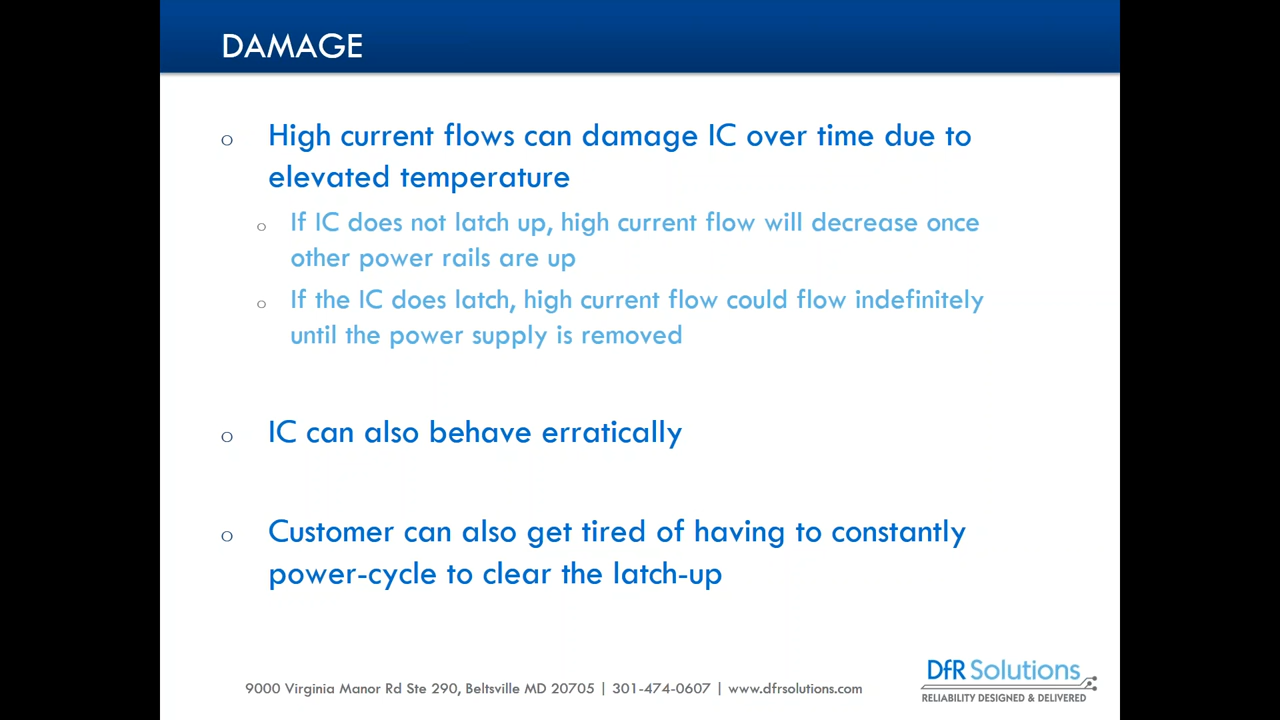 DAMAGE
High current flows can damage IC over time due to
elevated temperature
If IC does not latch up, high current flow will decrease once
other power rails are up
If the IC does latch, high current flow could flow indefinitely
until the power supply is removed
IC can also behave erratically
Customer can also get tired of having to constantly
power-cycle to clear the latch-up
9000 Virginia Manor Rd Ste 290, Beltsville MD 20705 | 301-474-0607 | www.dfrsolutions.com
DfR Solutions
RELIABILITY DESIGNED & DELIVERED